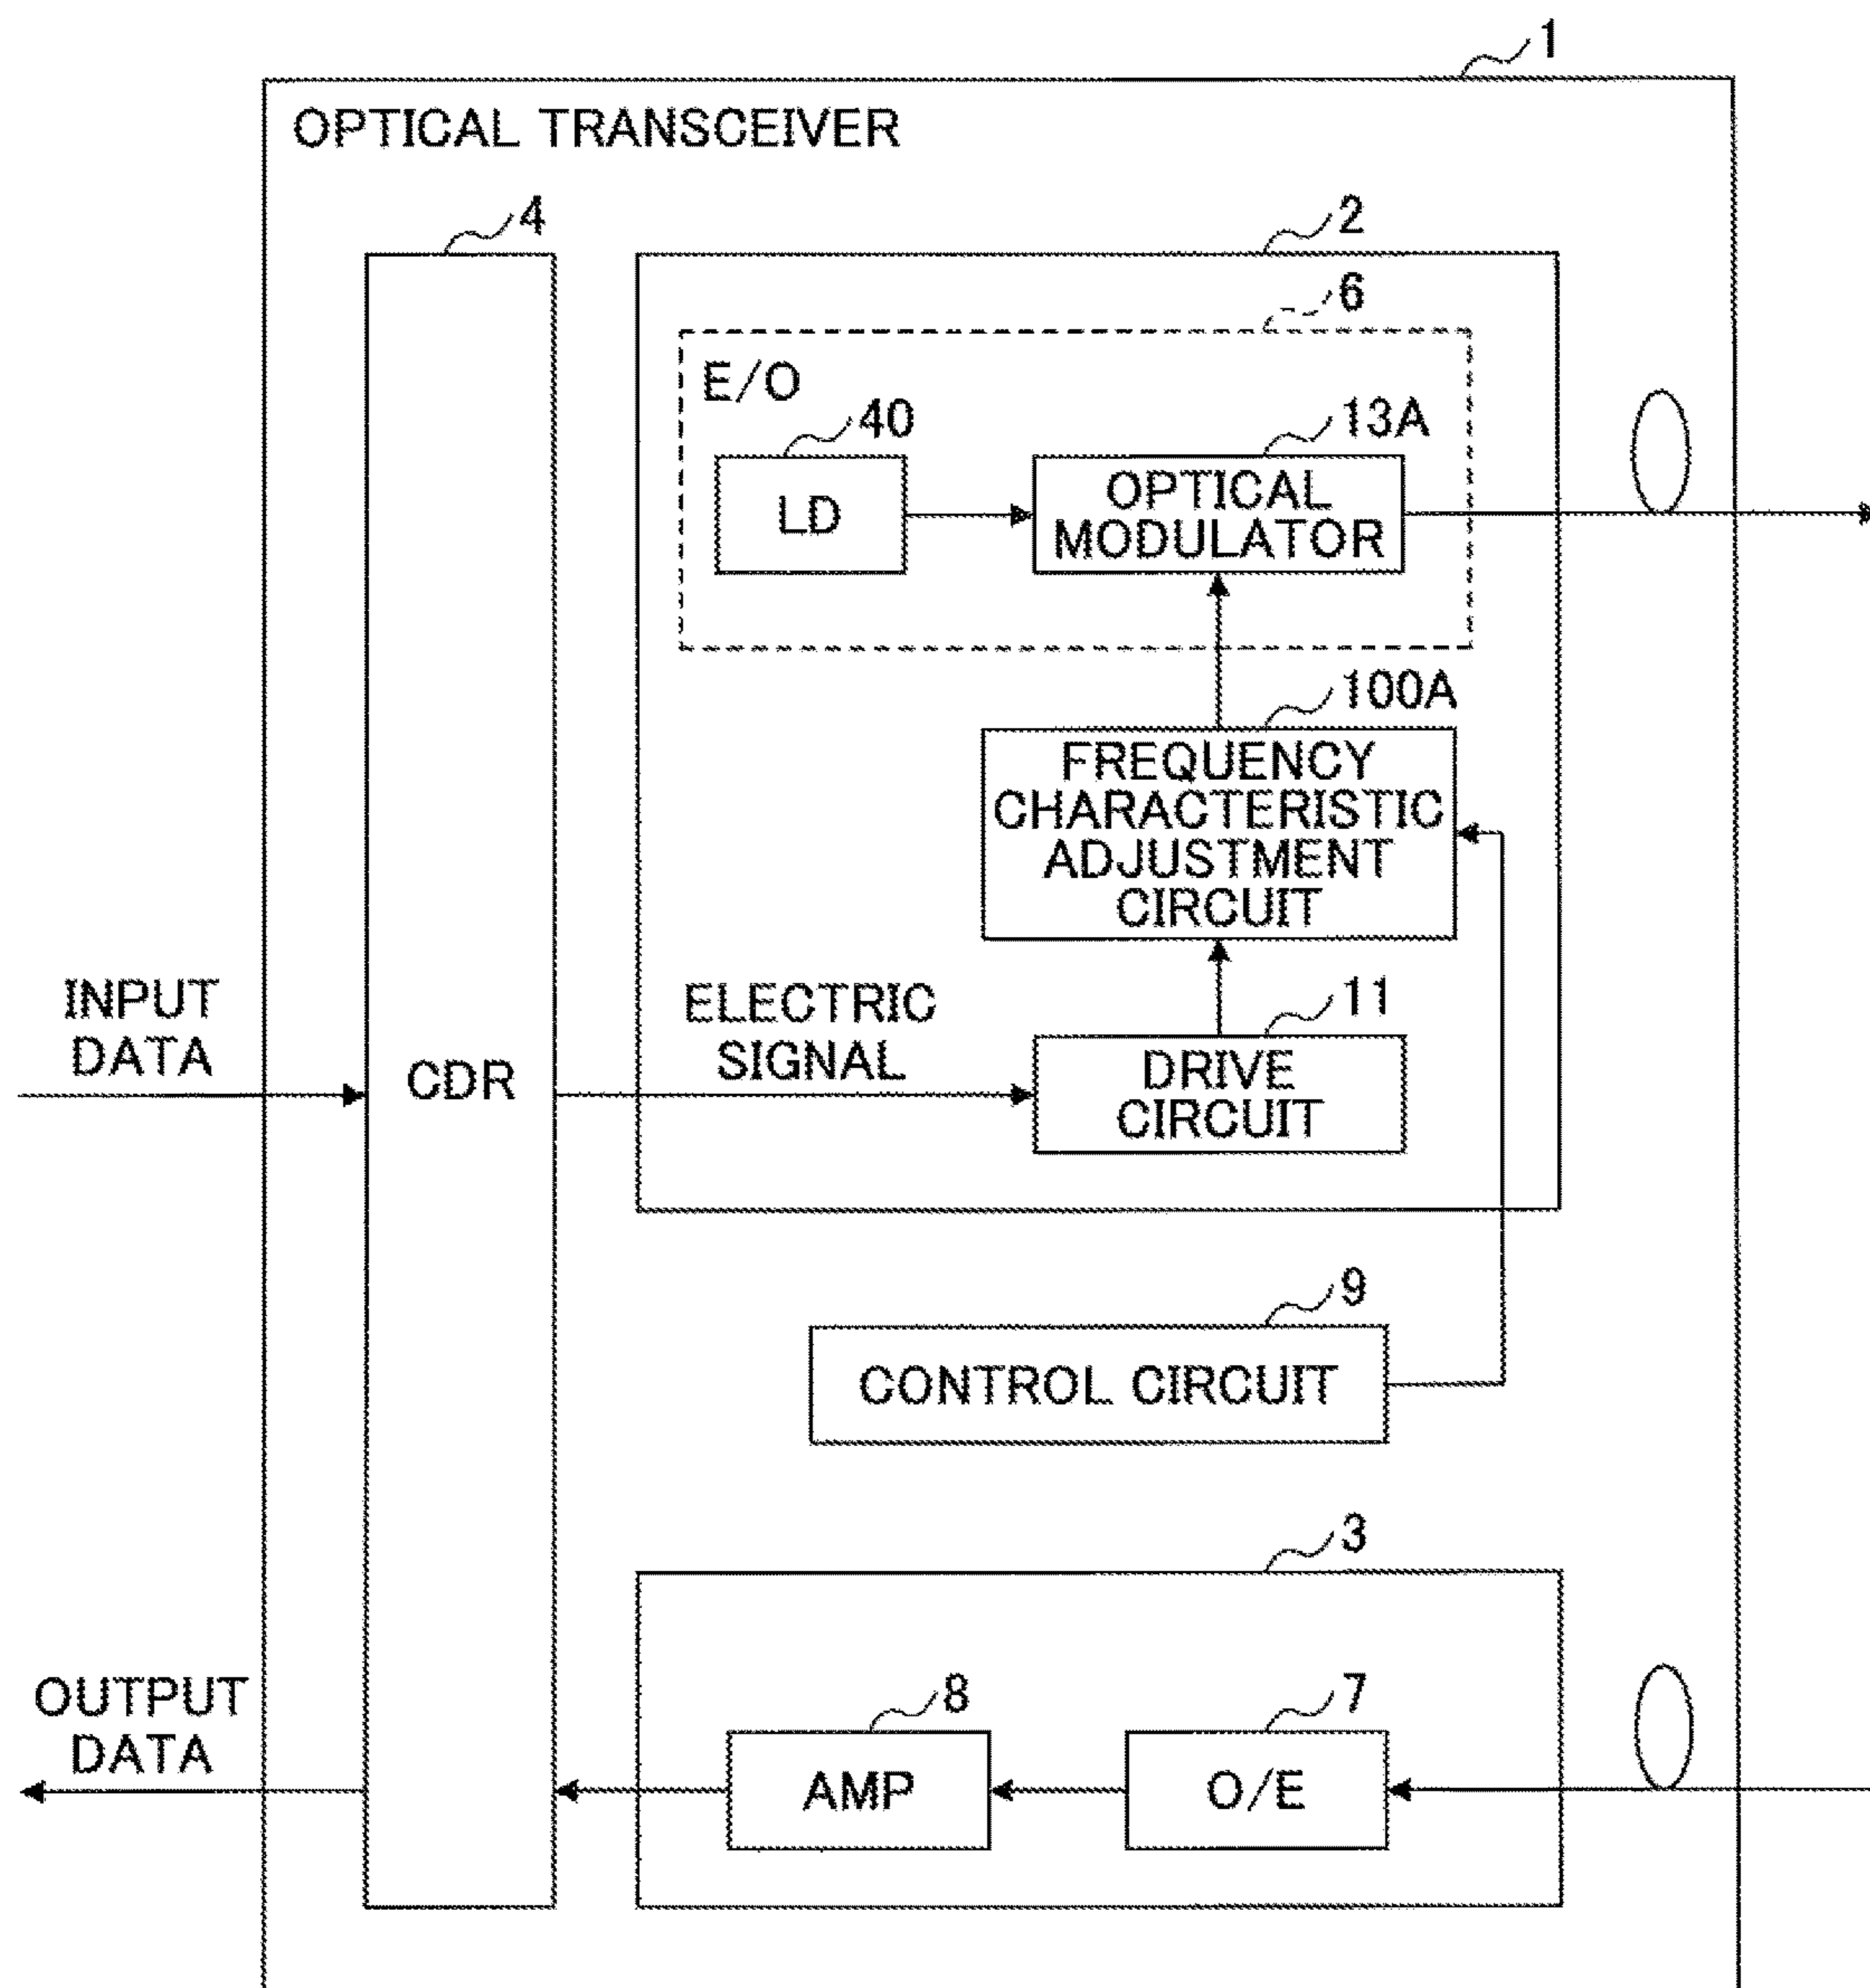 1
OPTICAL TRANSCEIVER
4
2
6
E/O
40
13A
LD
OPTICAL
MODULATOR
100A
FREQUENCY
CHARACTERISTIC
ADJUSTMENT
CIRCUIT
INPUT
DATA
CDR
ELECTRIC
SIGNAL
11
DRIVE
CIRCUIT
9
CONTROL CIRCUIT
3
OUTPUT
DATA
8
7
AMP
O/E